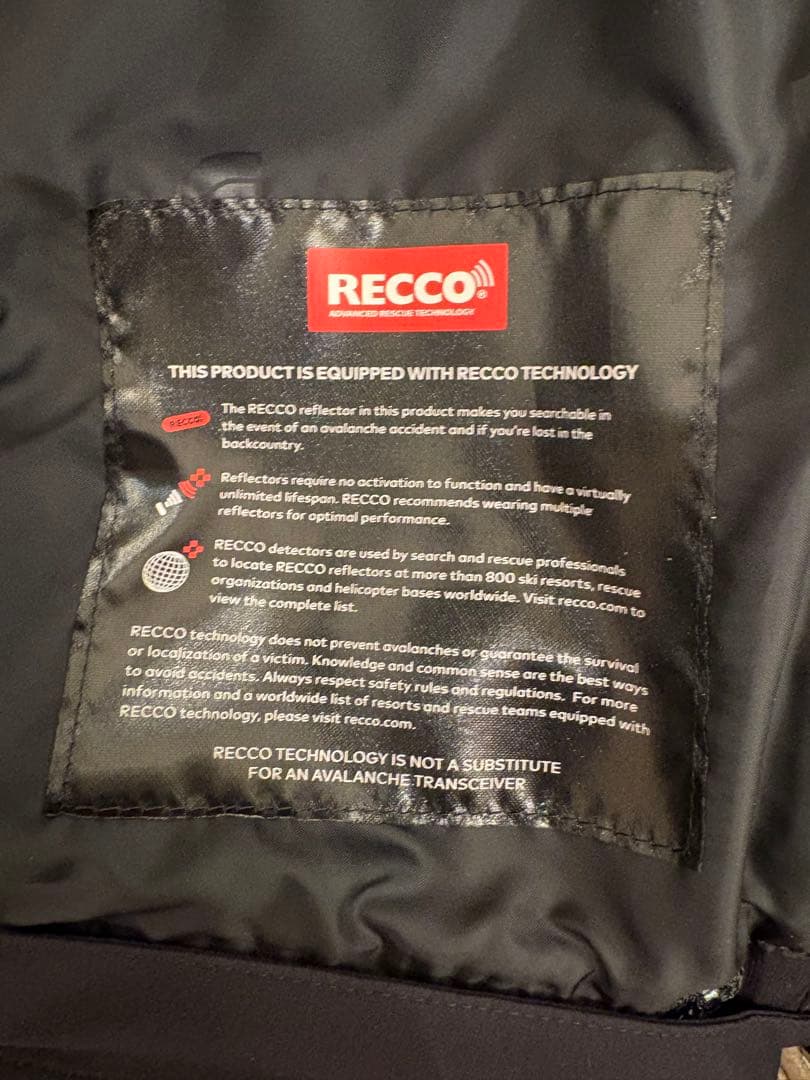 RECCO®
ADVANCED RESCUE TECHNOLOGY
THIS PRODUCT IS EQUIPPED WITH RECCO TECHNOLOGY
RECCO
The RECCO reflector in this product makes you searchable in
the event of an avalanche accident and if you're lost in the
backcountry.
Reflectors require no activation to function and have a virtually
unlimited lifespan. RECCO recommends wearing multiple
reflectors for optimal performance.
RECCO detectors are used by search and rescue professionals
to locate RECCO reflectors at more than 800 ski resorts, rescue
organizations and helicopter bases worldwide. Visit recco.com to
view the complete list.
RECCO technology does not prevent avalanches or guarantee the survival
or localization of a victim. Knowledge and common sense are the best ways
to avoid accidents. Always respect safety rules and regulations. For more
information and a worldwide list of resorts and rescue teams equipped with
RECCO technology, please visit recco.com.
RECCO TECHNOLOGY IS NOT A SUBSTITUTE
FOR AN AVALANCHE TRANSCEIVER